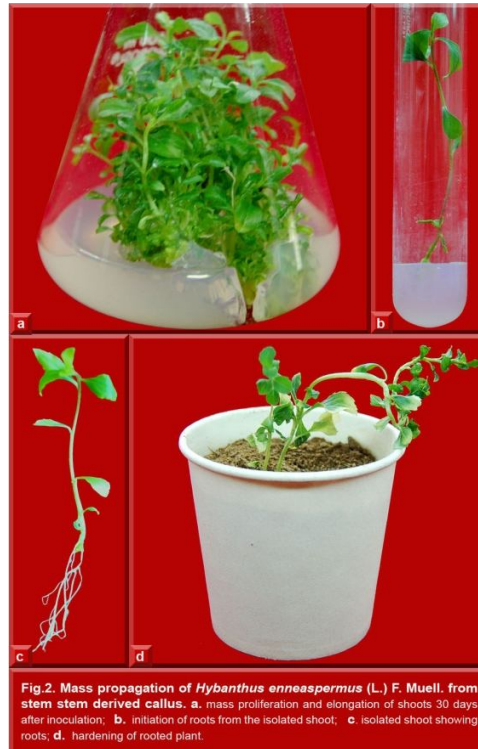 a
b
c
d
Fig.2. Mass propagation of Hybanthus enneaspermus (L.) F. Muell. from
stem stem derived callus. a. mass proliferation and elongation of shoots 30 days
after inoculation; b. initiation of roots from the isolated shoot; c. isolated shoot showing
roots; d. hardening of rooted plant.